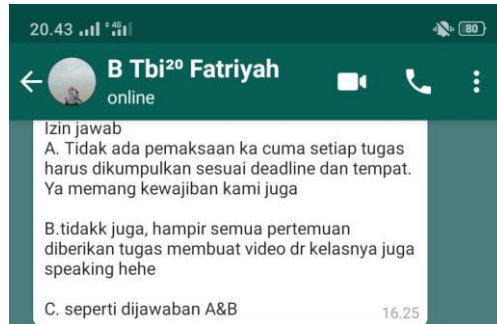 20.43 4G 80
B Tbi²⁰ Fatriyah
online
Izin jawab
A. Tidak ada pemaksaan ka cuma setiap tugas
harus dikumpulkan sesuai deadline dan tempat.
Ya memang kewajiban kami juga
B.tidakk juga, hampir semua pertemuan
diberikan tugas membuat video dr kelasnya juga
speaking hehe
C. seperti dijawaban A&B
16.25